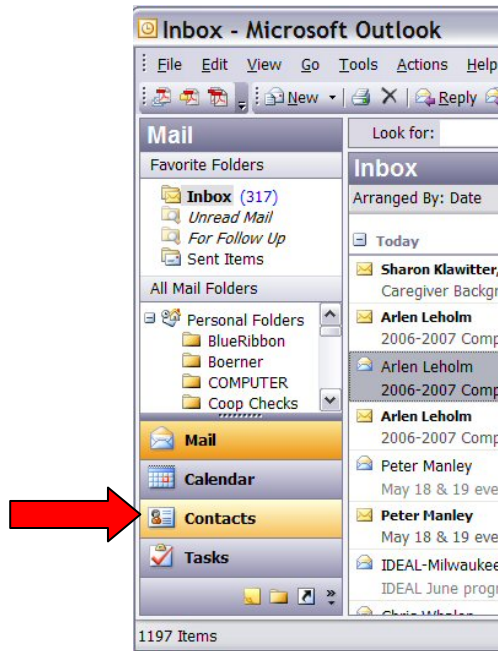 Inbox - Microsoft Outlook
File Edit View Go Tools Actions Help
New Reply
Mail
Look for:
Favorite Folders
Inbox (317)
Unread Mail
For Follow Up
Sent Items
All Mail Folders
Personal Folders
BlueRibbon
Boerner
COMPUTER
Coop Checks
Mail
Calendar
Contacts
Tasks
Inbox
Arranged By: Date
Today
Sharon Klawitter,
Caregiver Backgr
Arlen Leholm
2006-2007 Comp
Arlen Leholm
2006-2007 Comp
Arlen Leholm
2006-2007 Comp
Peter Manley
May 18 & 19 eve
Peter Manley
May 18 & 19 eve
IDEAL-Milwaukee
IDEAL June progr
1197 Items